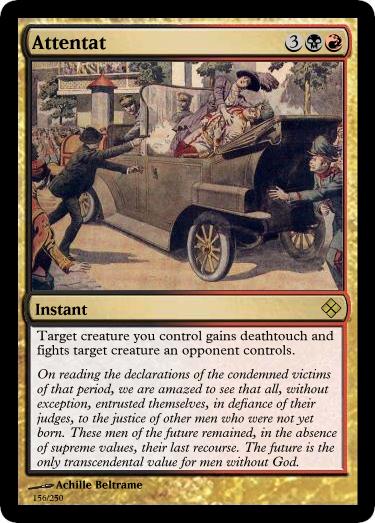 Attentat 3
Instant
Target creature you control gains deathtouch and
fights target creature an opponent controls.
On reading the declarations of the condemned victims
of that period, we are amazed to see that all, without
exception, entrusted themselves, in defiance of their
judges, to the justice of other men who were not yet
born. These men of the future remained, in the absence
of supreme values, their last recourse. The future is the
only transcendental value for men without God.
Achille Beltrame
156/250